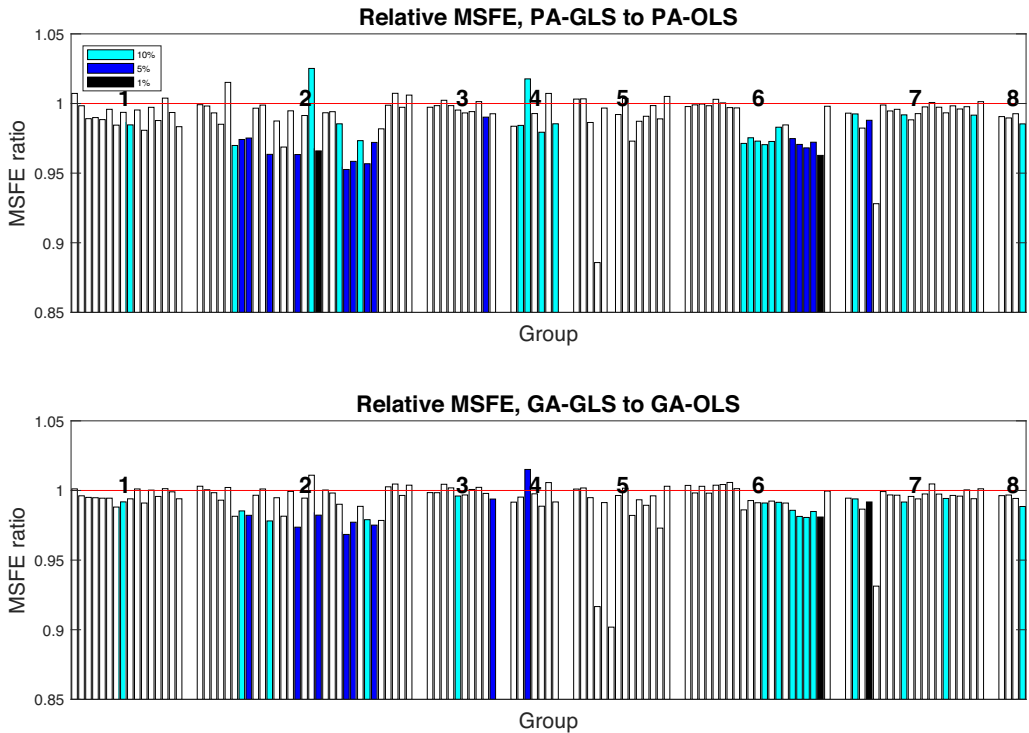 Relative MSFE, PA-GLS to PA-OLS
1.05
1
0.95
0.9
0.85
MSFE ratio
10%
5%
1%
1 2 3 4 5 6 7 8
Group
Relative MSFE, GA-GLS to GA-OLS
1.05
1
0.95
0.9
0.85
MSFE ratio
1 2 3 4 5 6 7 8
Group